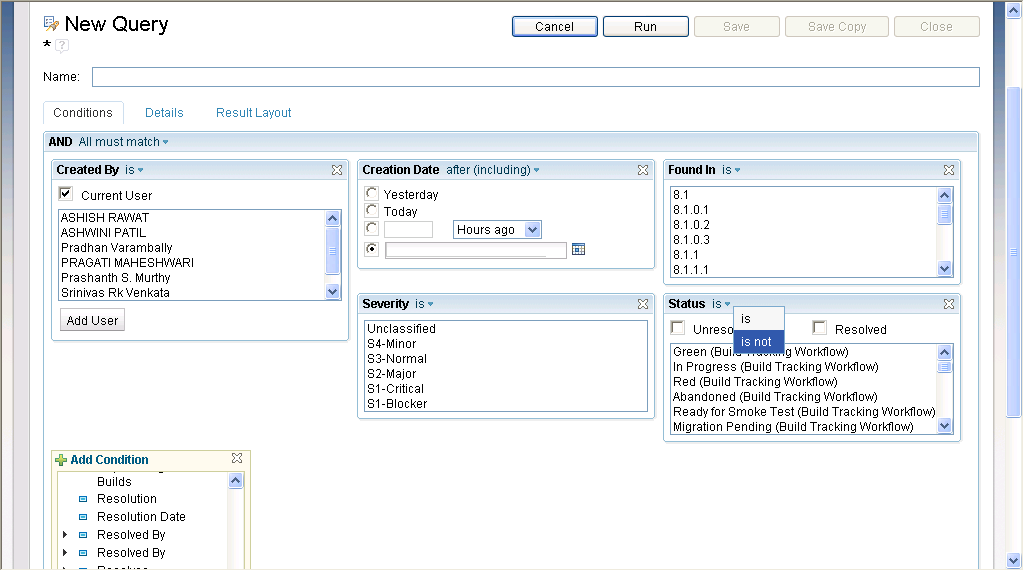 New Query
Cancel
Run
Save
Save Copy
Close
* ?
Name:
Conditions
Details
Result Layout
AND All must match
Created By is
Current User
ASHISH RAWAT
ASHWINI PATIL
Pradhan Varambally
PRAGATI MAHESHWARI
Prashanth S. Murthy
Srinivas Rk Venkata
Add User
Creation Date after (including)
Yesterday
Today
Hours ago
Found In is
8.1
8.1.0.1
8.1.0.2
8.1.0.3
8.1.1
8.1.1.1
Severity is
Unclassified
S4-Minor
S3-Normal
S2-Major
S1-Critical
S1-Blocker
Status is
is
is not
Resolved
Green (Build Tracking Workflow)
In Progress (Build Tracking Workflow)
Red (Build Tracking Workflow)
Abandoned (Build Tracking Workflow)
Ready for Smoke Test (Build Tracking Workflow)
Migration Pending (Build Tracking Workflow)
Add Condition
Builds
Resolution
Resolution Date
Resolved By
Resolved By